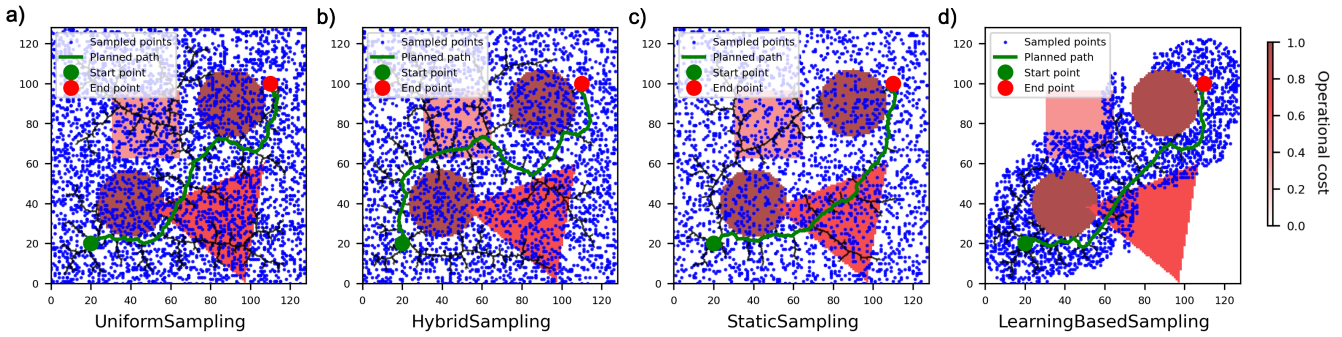 a)
Sampled points
Planned path
Start point
End point
120
100
80
60
40
20
0
0 20 40 60 80 100 120
UniformSampling
b)
Sampled points
Planned path
Start point
End point
120
100
80
60
40
20
0
0 20 40 60 80 100 120
HybridSampling
c)
Sampled points
Planned path
Start point
End point
120
100
80
60
40
20
0
0 20 40 60 80 100 120
StaticSampling
d)
Sampled points
Planned path
Start point
End point
120
100
80
60
40
20
0
0 20 40 60 80 100 120
LearningBasedSampling
1.0
0.8
0.6
0.4
0.2
0.0
Operational cost